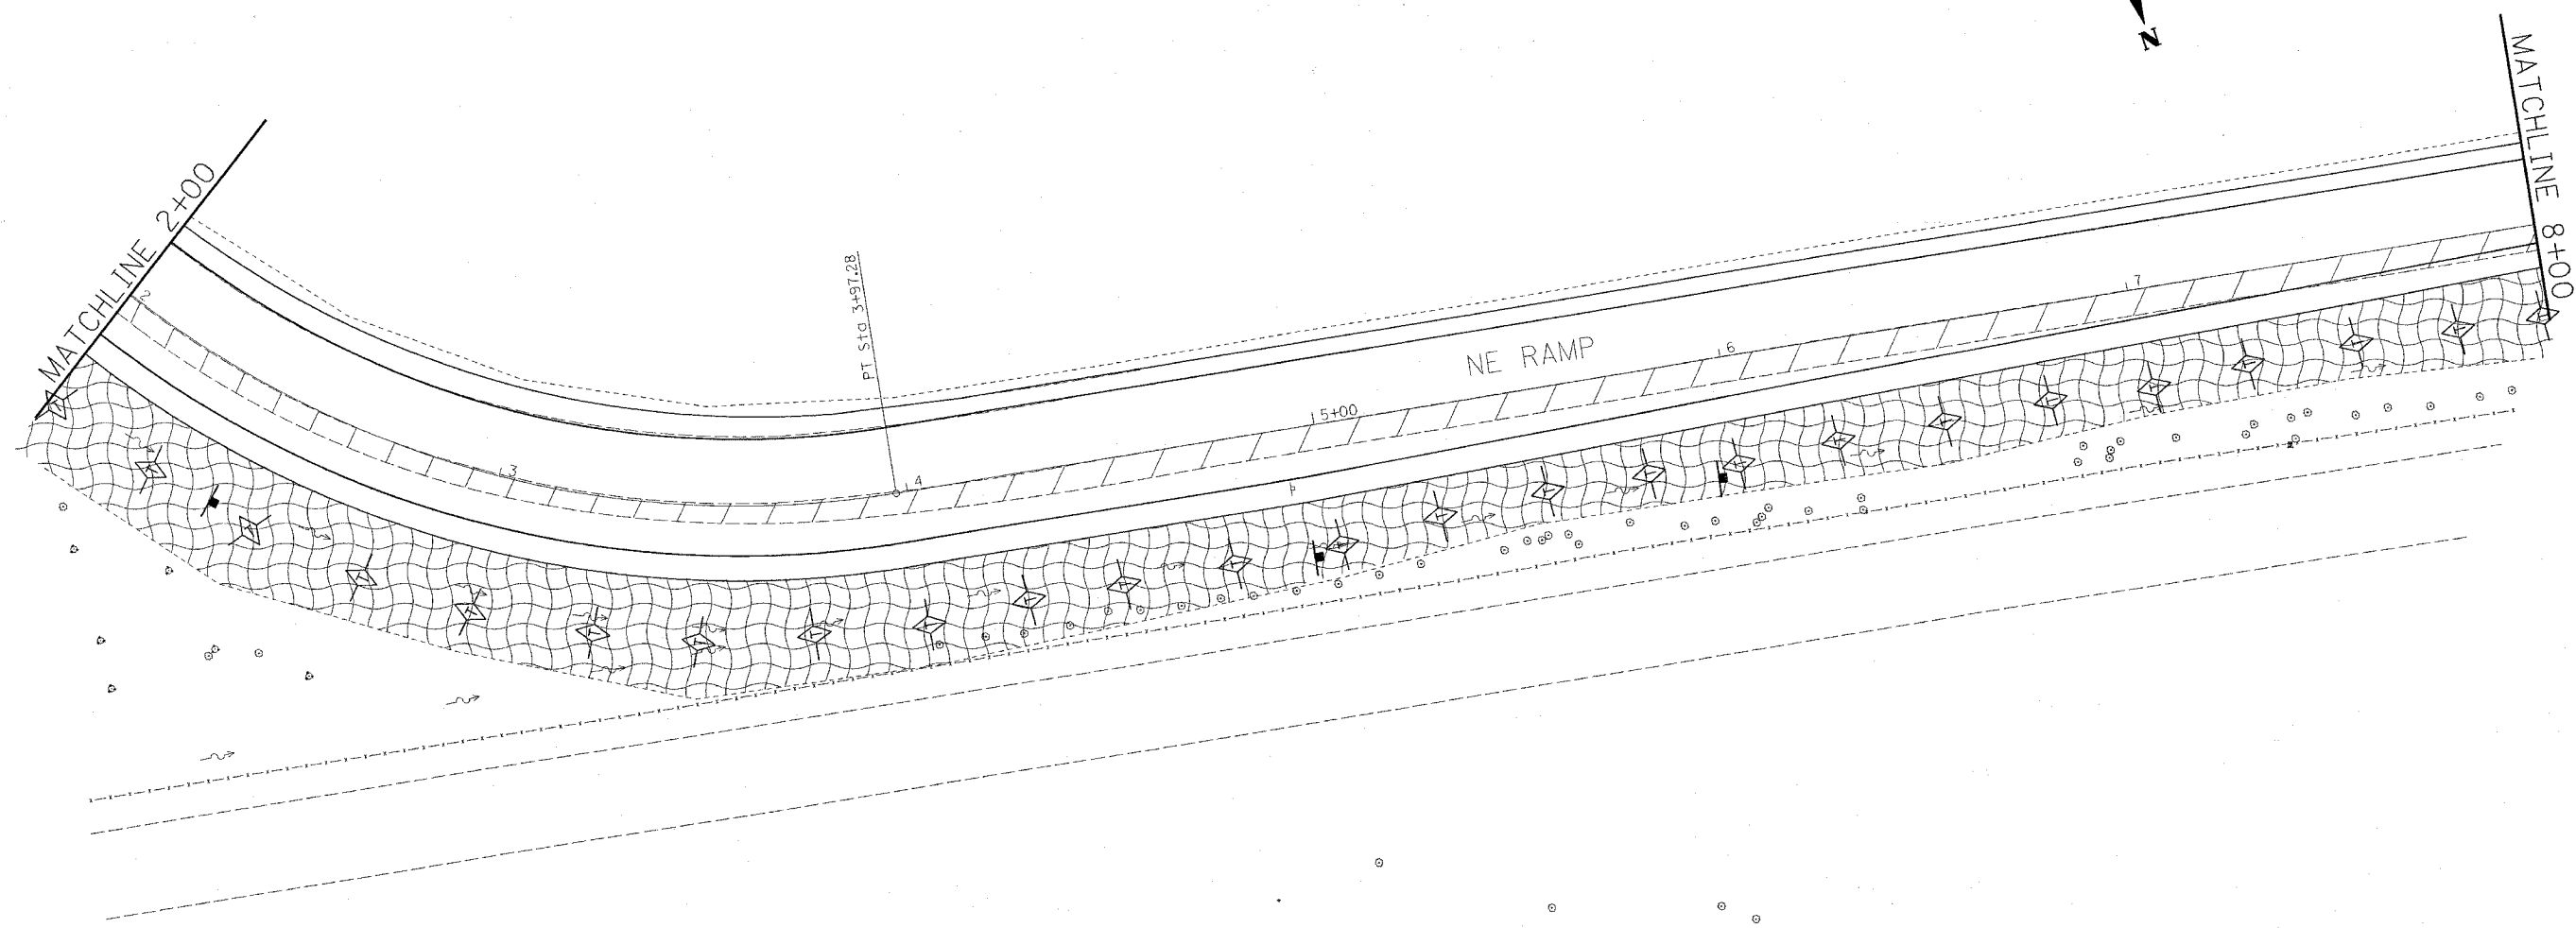 N
MATCHLINE 2+00
MATCHLINE 8+00
PT Sta 3+97.28
NE RAMP
2
3
4
5+00
6
7